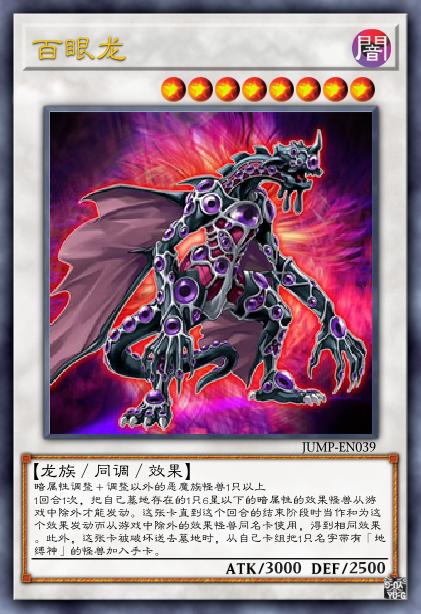 百眼龙
闇
JUMP-EN039
【龙族／同调／效果】
暗属性调整＋调整以外的恶魔族怪兽1只以上
1回合1次，把自己墓地存在的1只6星以下的暗属性的效果怪兽从游
戏中除外才能发动。这张卡直到这个回合的结束阶段时当作和为这
个效果发动而从游戏中除外的效果怪兽同名卡使用，得到相同效果
。此外，这张卡被破坏送去墓地时，从自己卡组把1只名字带有「地
缚神」的怪兽加入手卡。
ATK/3000 DEF/2500